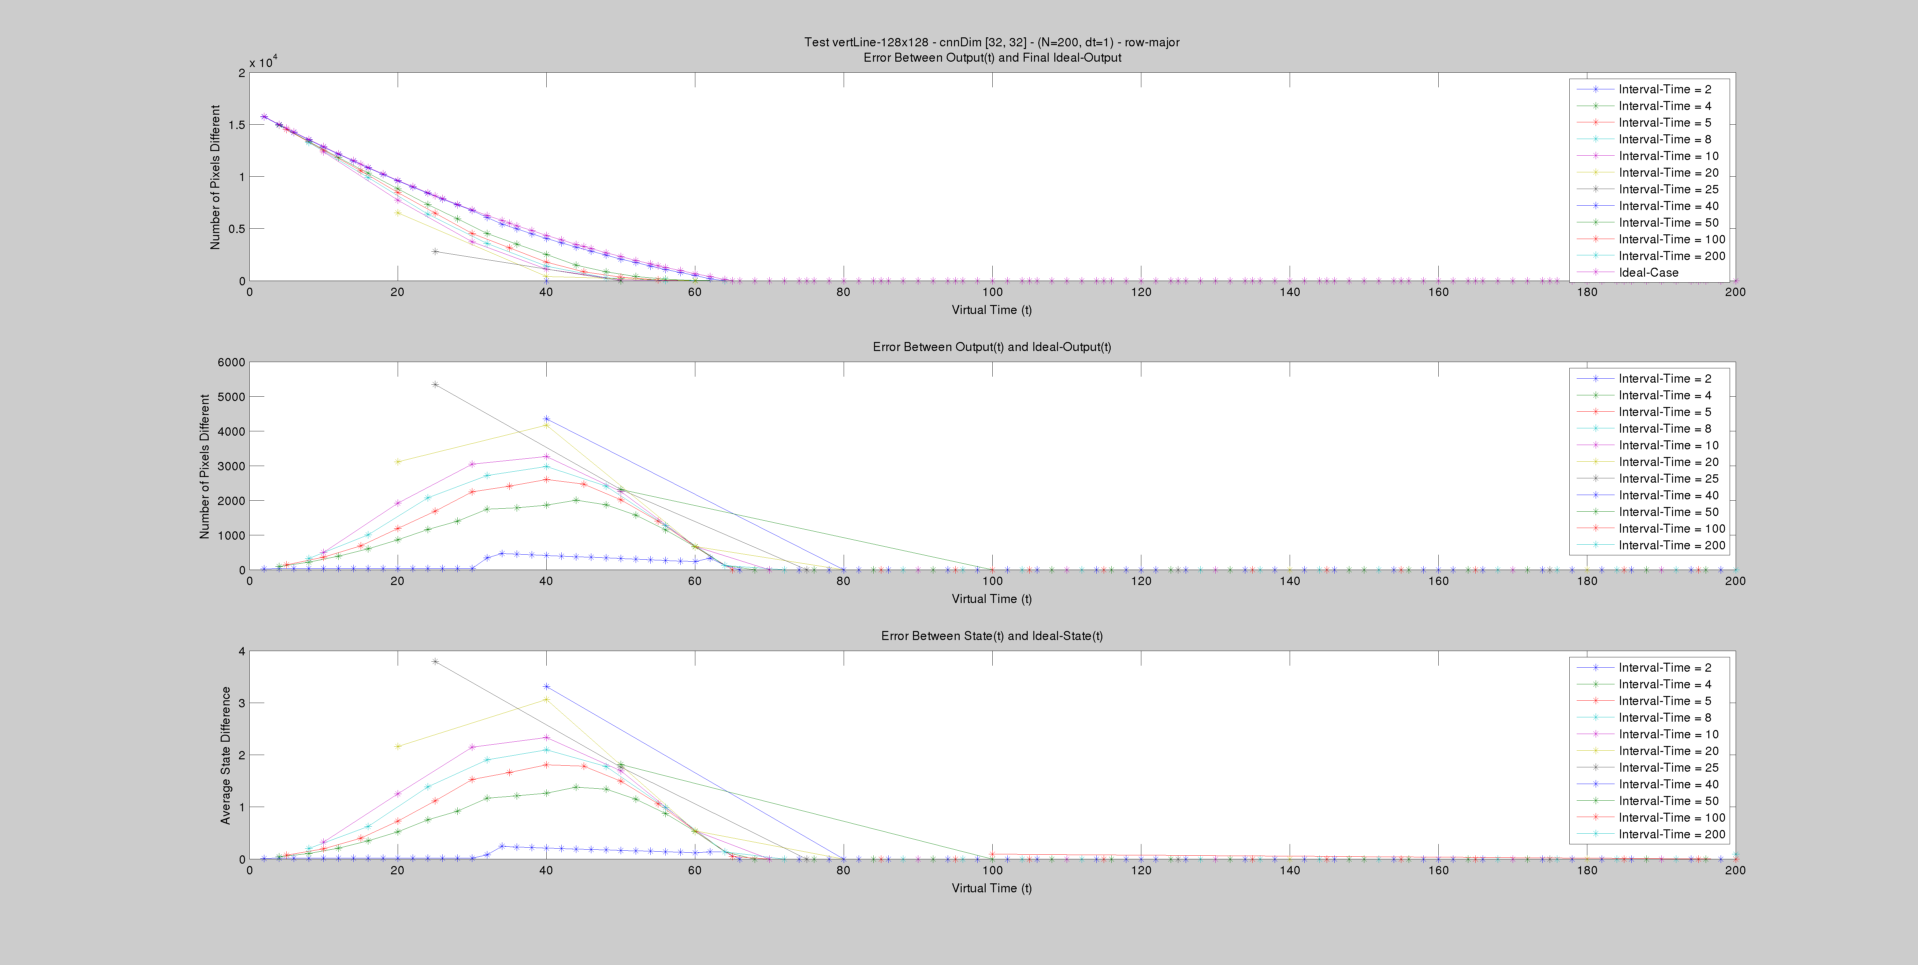 Test vertLine-128x128 - cnnDim [32, 32] - (N=200, dt=1) - row-major
Error Between Output(t) and Final Ideal-Output
x 10^4
2
1.5
1
0.5
0
Number of Pixels Different
0 20 40 60 80 100 120 140 160 180 200
Virtual Time (t)
Interval-Time = 2
Interval-Time = 4
Interval-Time = 5
Interval-Time = 8
Interval-Time = 10
Interval-Time = 20
Interval-Time = 25
Interval-Time = 40
Interval-Time = 50
Interval-Time = 100
Interval-Time = 200
Ideal-Case
Error Between Output(t) and Ideal-Output(t)
6000
5000
4000
3000
2000
1000
0
Number of Pixels Different
0 20 40 60 80 100 120 140 160 180 200
Virtual Time (t)
Interval-Time = 2
Interval-Time = 4
Interval-Time = 5
Interval-Time = 8
Interval-Time = 10
Interval-Time = 20
Interval-Time = 25
Interval-Time = 40
Interval-Time = 50
Interval-Time = 100
Interval-Time = 200
Error Between State(t) and Ideal-State(t)
4
3
2
1
0
Average State Difference
0 20 40 60 80 100 120 140 160 180 200
Virtual Time (t)
Interval-Time = 2
Interval-Time = 4
Interval-Time = 5
Interval-Time = 8
Interval-Time = 10
Interval-Time = 20
Interval-Time = 25
Interval-Time = 40
Interval-Time = 50
Interval-Time = 100
Interval-Time = 200